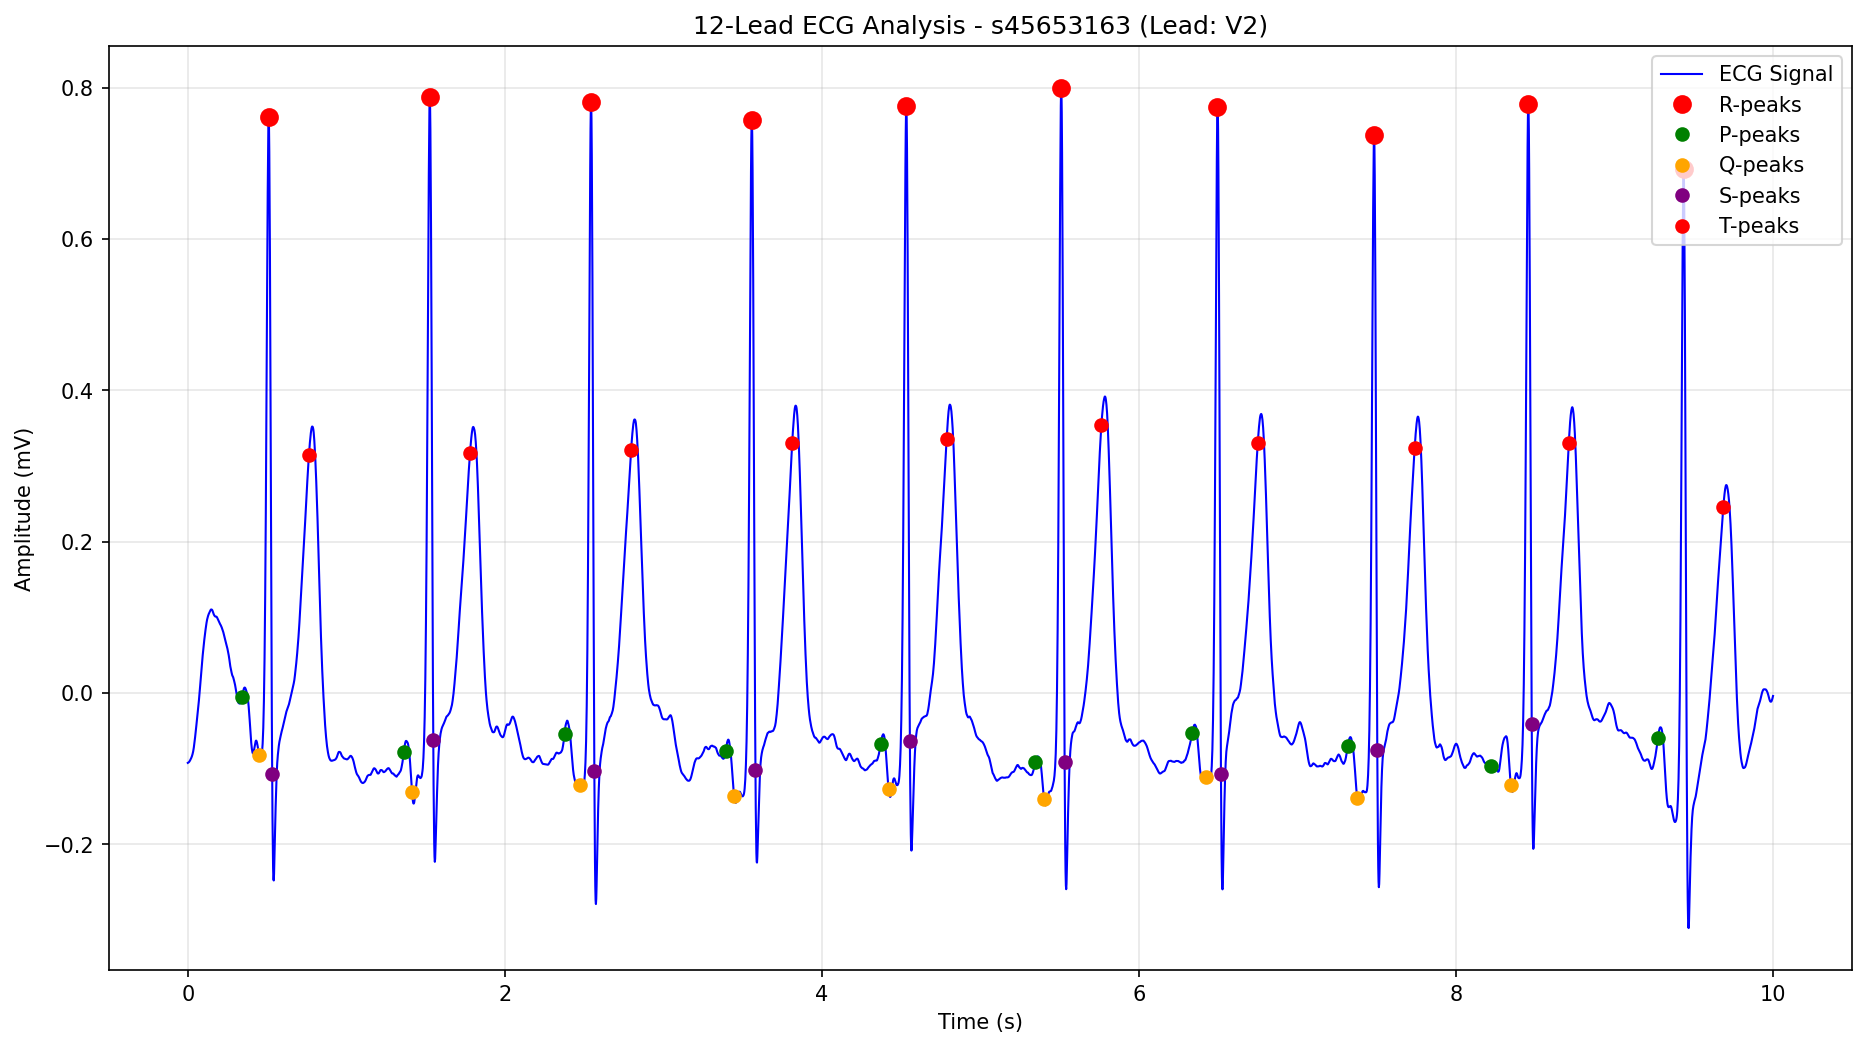 12-Lead ECG Analysis - s45653163 (Lead: V2)
ECG Signal
R-peaks
P-peaks
Q-peaks
S-peaks
T-peaks
Amplitude (mV)
0.8
0.6
0.4
0.2
0.0
−0.2
0
2
4
6
8
10
Time (s)